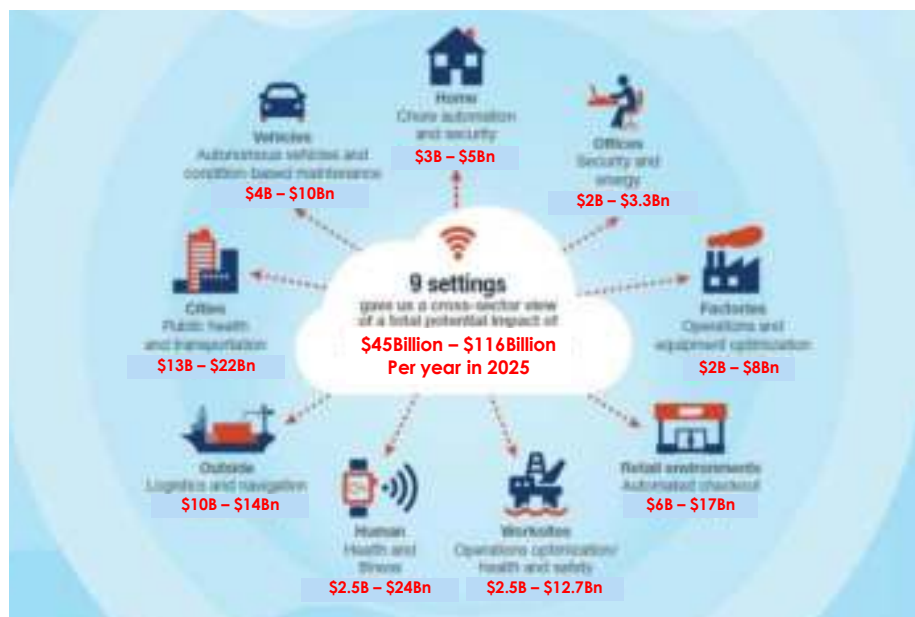 Home
Chore automation
and security
$3B – $5Bn
Vehicles
Autonomous vehicles and
condition based maintenance
$4B – $10Bn
Offices
Security and
energy
$2B – $3.3Bn
9 settings
gave us a cross-sector view
of a total potential impact of
$45Billion – $116Billion
Per year in 2025
Cities
Public health
and transportation
$13B – $22Bn
Factories
Operations and
equipment optimization
$2B – $8Bn
Outside
Logistics and navigation
$10B – $14Bn
Human
Health and
fitness
$2.5B – $24Bn
Worksites
Operations optimization/
health and safety
$2.5B – $12.7Bn
Retail environments
Automated checkout
$6B – $17Bn